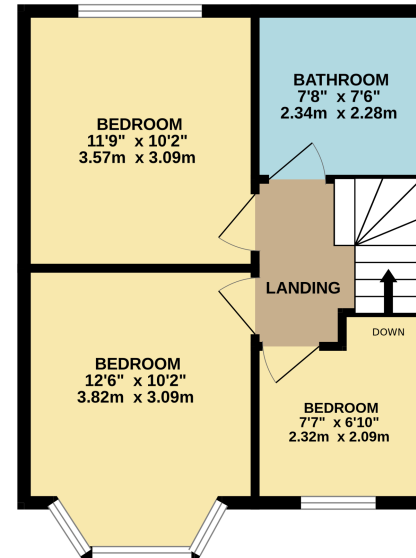 BATHROOM
7'8" x 7'6"
2.34m x 2.28m
BEDROOM
11'9" x 10'2"
3.57m x 3.09m
LANDING
DOWN
BEDROOM
12'6" x 10'2"
3.82m x 3.09m
BEDROOM
7'7" x 6'10"
2.32m x 2.09m